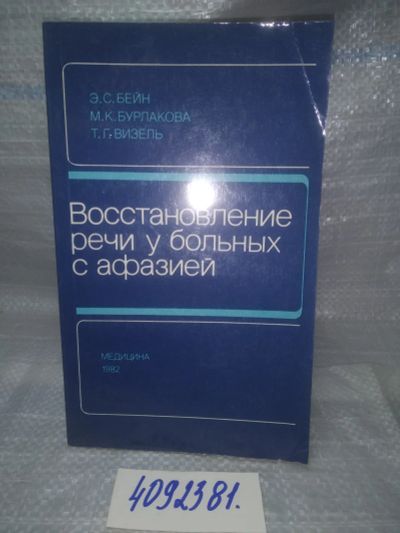 Э.С. БЕЙН
М.К. БУРЛАКОВА
Т.Г. ВИЗЕЛЬ
Восстановление
речи у больных
с афазией
МЕДИЦИНА
1982
4092381.